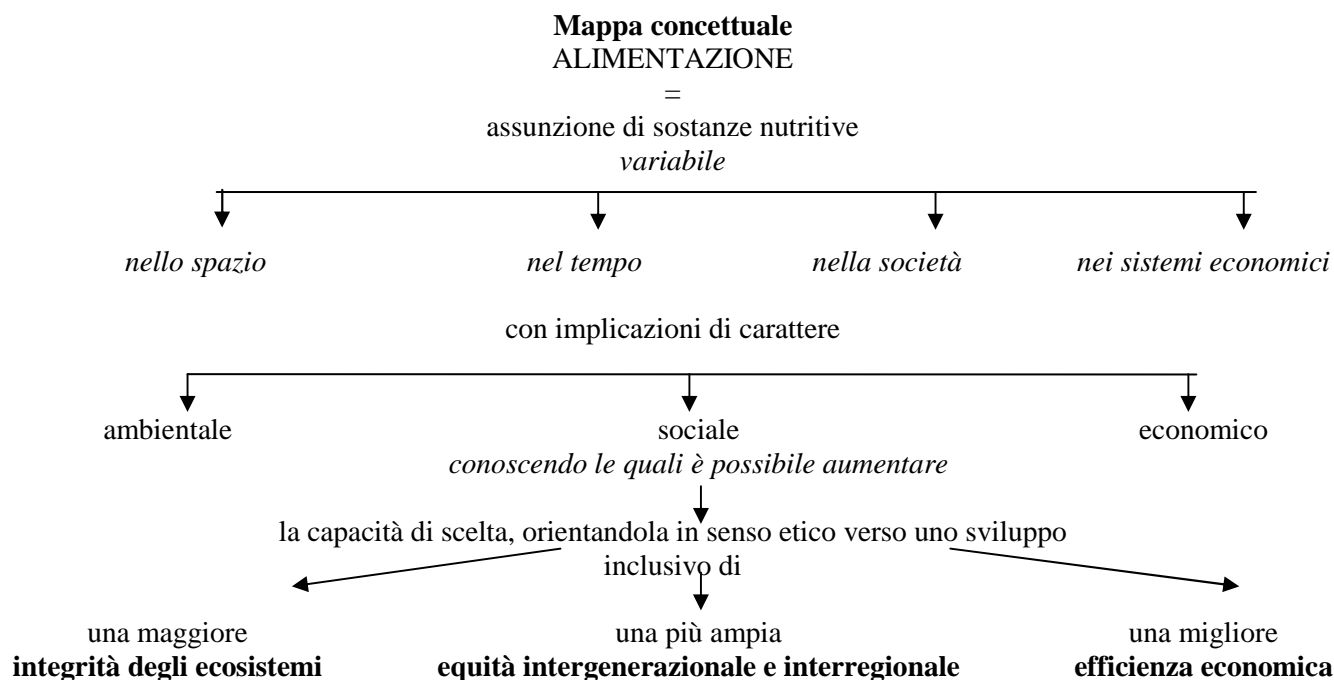 Mappa concettuale
ALIMENTAZIONE
=
assunzione di sostanze nutritive
variabile
nello spazio nel tempo nella società nei sistemi economici
con implicazioni di carattere
ambientale sociale economico
conoscendo le quali è possibile aumentare
la capacità di scelta, orientandola in senso etico verso uno sviluppo
inclusivo di
una maggiore una più ampia una migliore
integrità degli ecosistemi equità intergenerazionale e interregionale efficienza economica